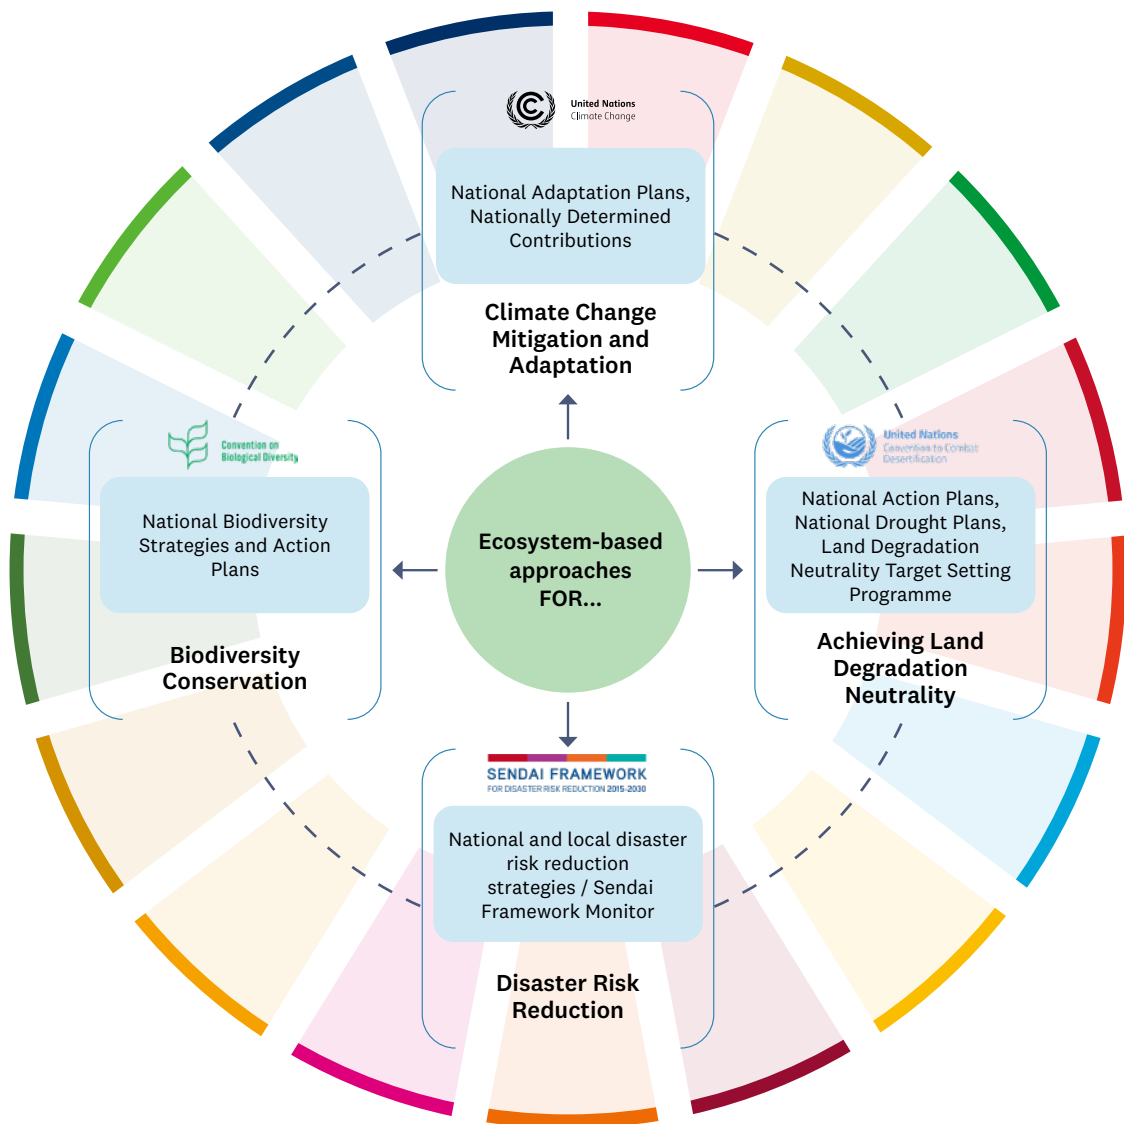 United Nations
Climate Change
National Adaptation Plans,
Nationally Determined
Contributions
Climate Change
Mitigation and
Adaptation
Convention on
Biological Diversity
National Biodiversity
Strategies and Action
Plans
Biodiversity
Conservation
Ecosystem-based
approaches
FOR...
United Nations
Convention to Combat
Desertification
National Action Plans,
National Drought Plans,
Land Degradation
Neutrality Target Setting
Programme
Achieving Land
Degradation
Neutrality
SENDAI FRAMEWORK
FOR DISASTER RISK REDUCTION 2015-2030
National and local disaster
risk reduction
strategies / Sendai
Framework Monitor
Disaster Risk
Reduction